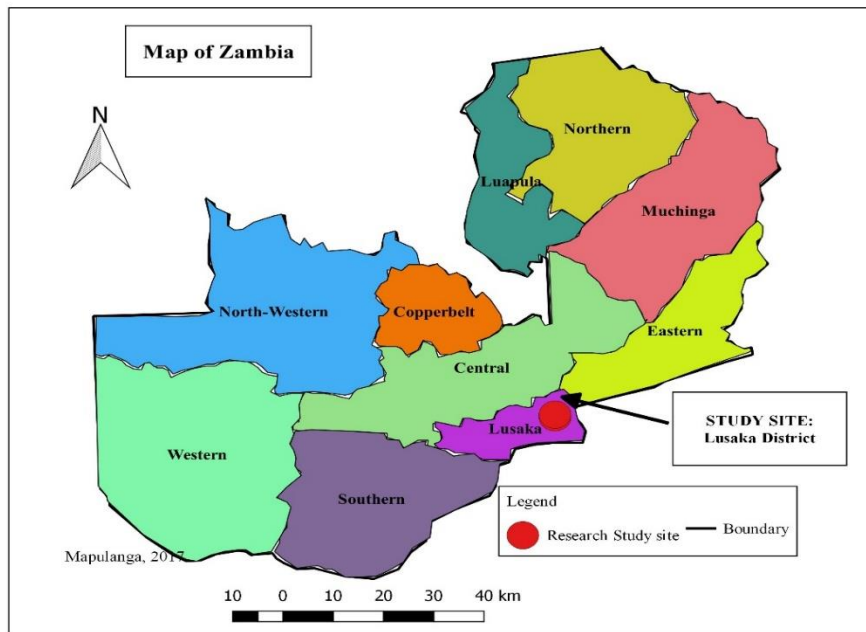 Map of Zambia
N
Northern
Luapula
Muchinga
North-Western
Copperbelt
Eastern
Central
STUDY SITE:
Lusaka District
Lusaka
Western
Southern
Legend
Research Study site
Boundary
Mapulanga, 2017
10 0 10 20 30 40 km